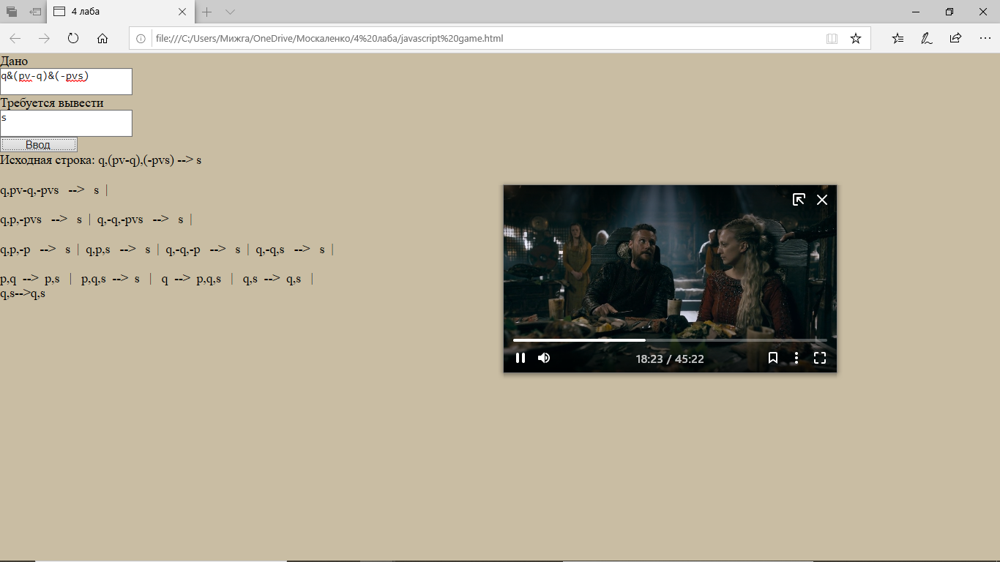 4 лаба
file:///C:/Users/Мижга/OneDrive/Москаленко/4%20лаба/javascript%20game.html
Дано
q&(pv-q)&(-pvs)
Требуется вывести
s
Ввод
Исходная строка: q,(pv-q),(-pvs) --> s
q,pv-q,-pvs --> s |
q,p,-pvs --> s | q,-q,-pvs --> s |
q,p,-p --> s | q,p,s --> s | q,-q,-p --> s | q,-q,s --> s |
p,q --> p,s | p,q,s --> s | q --> p,q,s | q,s --> q,s |
q,s-->q,s
18:23 / 45:22